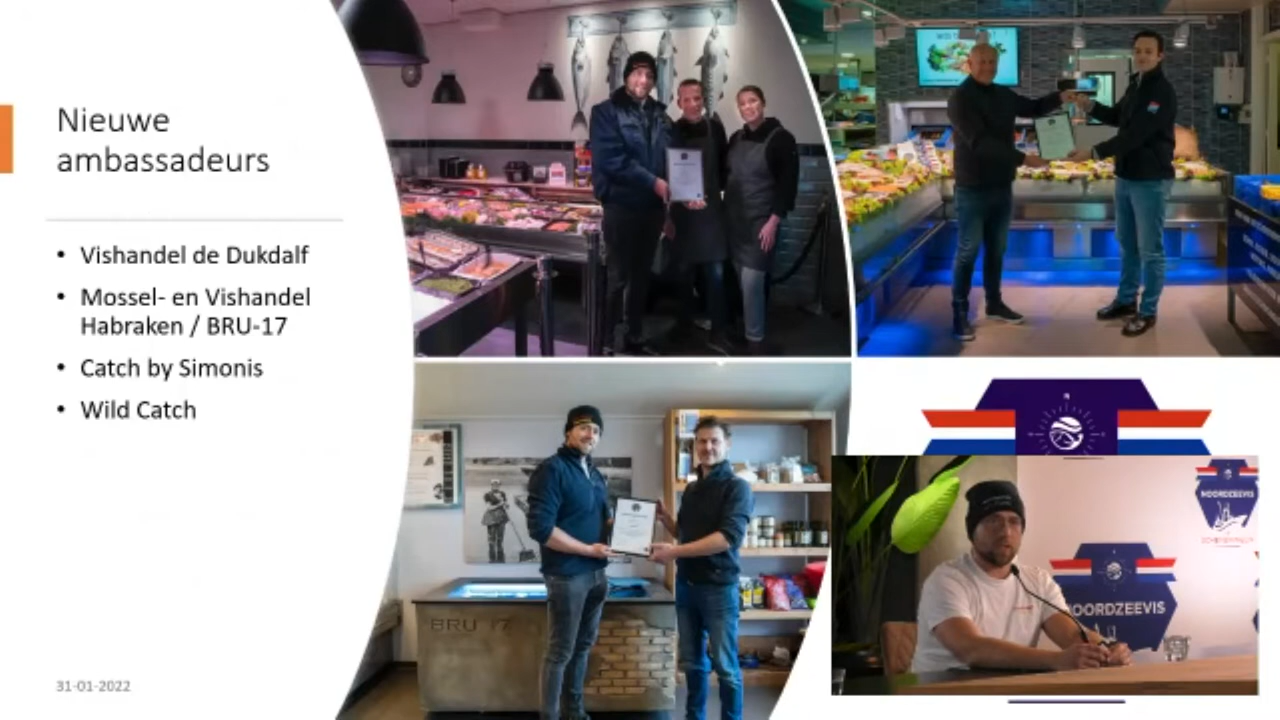 Nieuwe
ambassadeurs
• Vishandel de Dukdalf
• Mossel- en Vishandel
Habraken / BRU-17
• Catch by Simonis
• Wild Catch
31-01-2022
BRU 17
N
NOORDZEEVIS
NOORDZEEVIS